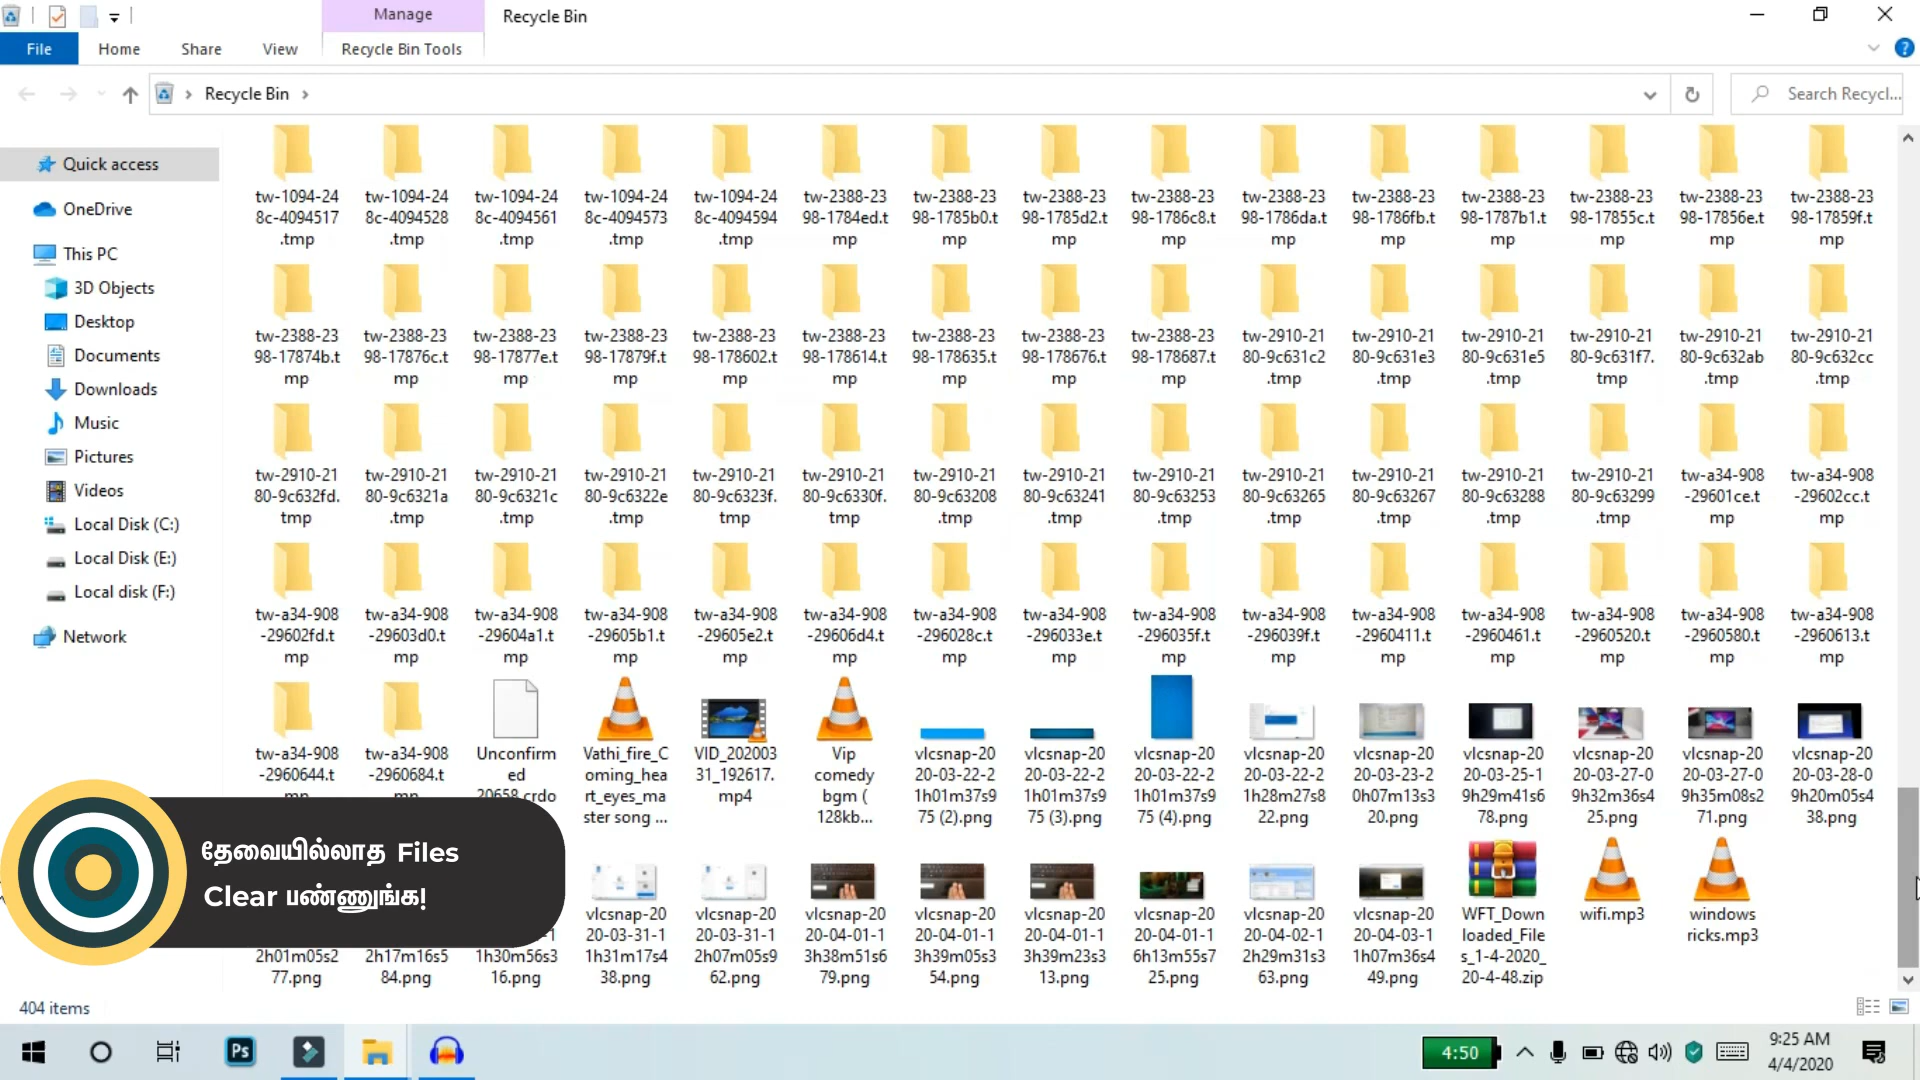 Manage
Recycle Bin
File
Home
Share
View
Recycle Bin Tools
Recycle Bin
Search Recycl...
Quick access
OneDrive
This PC
3D Objects
Desktop
Documents
Downloads
Music
Pictures
Videos
Local Disk (C:)
Local Disk (E:)
Local disk (F:)
Network
tw-1094-24 tw-1094-24 tw-1094-24 tw-1094-24 tw-1094-24 tw-2388-23 tw-2388-23 tw-2388-23 tw-2388-23 tw-2388-23 tw-2388-23 tw-2388-23 tw-2388-23 tw-2388-23 tw-2388-23
8c-4094517 8c-4094528 8c-4094561 8c-4094573 8c-4094594 98-1784ed.t 98-1785b0.t 98-1785d2.t 98-1786c8.t 98-1786da.t 98-1786fb.t 98-1787b1.t 98-17855c.t 98-17856e.t 98-17859f.t
.tmp .tmp .tmp .tmp .tmp mp mp mp mp mp mp mp mp mp mp
tw-2388-23 tw-2388-23 tw-2388-23 tw-2388-23 tw-2388-23 tw-2388-23 tw-2388-23 tw-2388-23 tw-2388-23 tw-2910-21 tw-2910-21 tw-2910-21 tw-2910-21 tw-2910-21 tw-2910-21
98-17874b.t 98-17876c.t 98-17877e.t 98-17879f.t 98-178602.t 98-178614.t 98-178635.t 98-178676.t 98-178687.t 80-9c631c2 80-9c631e3 80-9c631e5 80-9c631f7. 80-9c632ab 80-9c632cc
mp mp mp mp mp mp mp mp mp .tmp .tmp .tmp tmp .tmp .tmp
tw-2910-21 tw-2910-21 tw-2910-21 tw-2910-21 tw-2910-21 tw-2910-21 tw-2910-21 tw-2910-21 tw-2910-21 tw-2910-21 tw-2910-21 tw-2910-21 tw-2910-21 tw-a34-908 tw-a34-908
80-9c632fd. 80-9c6321a 80-9c6321c 80-9c6322e 80-9c6323f. 80-9c6330f. 80-9c63208 80-9c63241 80-9c63253 80-9c63265 80-9c63267 80-9c63288 80-9c63299 -29601ce.t -29602cc.t
tmp .tmp .tmp .tmp tmp tmp .tmp .tmp .tmp .tmp .tmp .tmp .tmp mp mp
tw-a34-908 tw-a34-908 tw-a34-908 tw-a34-908 tw-a34-908 tw-a34-908 tw-a34-908 tw-a34-908 tw-a34-908 tw-a34-908 tw-a34-908 tw-a34-908 tw-a34-908 tw-a34-908 tw-a34-908
-29602fd.t -29603d0.t -29604a1.t -29605b1.t -29605e2.t -29606d4.t -296028c.t -296033e.t -296035f.t -296039f.t -2960411.t -2960461.t -2960520.t -2960580.t -2960613.t
mp mp mp mp mp mp mp mp mp mp mp mp mp mp mp
tw-a34-908 tw-a34-908 Unconfirm Vathi_fire_C VID_202003 Vip vlcsnap-20 vlcsnap-20 vlcsnap-20 vlcsnap-20 vlcsnap-20 vlcsnap-20 vlcsnap-20 vlcsnap-20 vlcsnap-20
-2960644.t -2960684.t ed oming_hea 31_192617. comedy 20-03-22-2 20-03-22-2 20-03-22-2 20-03-22-2 20-03-23-2 20-03-25-1 20-03-27-0 20-03-27-0 20-03-28-0
mp mp 20658.crdo rt_eyes_ma mp4 bgm ( 1h01m37s9 1h01m37s9 1h01m37s9 1h28m27s8 0h07m13s3 9h29m41s6 9h32m36s4 9h35m08s2 9h20m05s4
ster song ... 128kb... 75 (2).png 75 (3).png 75 (4).png 22.png 20.png 78.png 25.png 71.png 38.png
தேவையில்லாத Files
Clear பண்ணுங்க!
vlcsnap-20 vlcsnap-20 vlcsnap-20 vlcsnap-20 vlcsnap-20 vlcsnap-20 vlcsnap-20 vlcsnap-20 WFT_Down wifi.mp3 windows
20-03-31-1 20-03-31-1 20-04-01-1 20-04-01-1 20-04-01-1 20-04-01-1 20-04-02-1 20-04-03-1 loaded_File ricks.mp3
2h01m05s2 2h17m16s5 1h30m56s3 1h31m17s4 2h07m05s9 3h38m51s6 3h39m05s3 3h39m23s3 6h13m55s7 2h29m31s3 1h07m36s4 s_1-4-2020_
77.png 84.png 16.png 38.png 62.png 79.png 54.png 13.png 25.png 63.png 49.png 20-4-48.zip
404 items
Ps
4:50
9:25 AM
4/4/2020